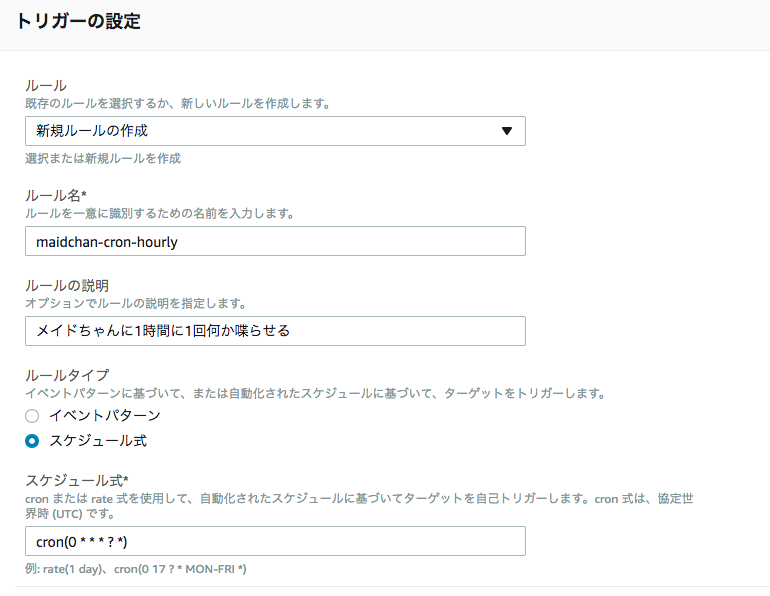 トリガーの設定
ルール
既存のルールを選択するか、新しいルールを作成します。
新規ルールの作成
選択または新規ルールを作成
ルール名*
ルールを一意に識別するための名前を入力します。
maidchan-cron-hourly
ルールの説明
オプションでルールの説明を指定します。
メイドちゃんに1時間に1回何か喋らせる
ルールタイプ
イベントパターンに基づいて、または自動化されたスケジュールに基づいて、ターゲットをトリガーします。
イベントパターン
スケジュール式
スケジュール式*
cron または rate 式を使用して、自動化されたスケジュールに基づいてターゲットを自己トリガーします。cron 式は、協定世
界時 (UTC) です。
cron(0 * * * ? *)
例: rate(1 day)、cron(0 17 ? * MON-FRI *)